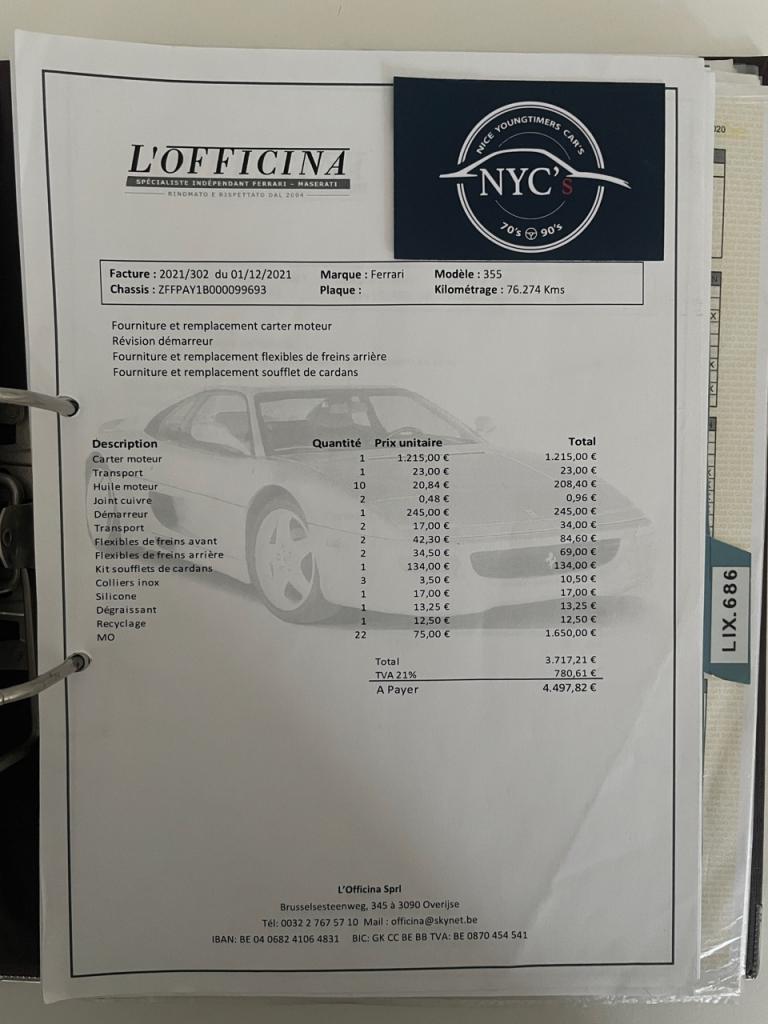 NICE YOUNGTIMERS CAR'S
NYC's
70's 90's
L'OFFICINA
SPÉCIALISTE INDÉPENDANT FERRARI - MASERATI
RINOMATO E RISPETTATO DAL 2004
Facture : 2021/302 du 01/12/2021 Marque : Ferrari Modèle : 355
Chassis : ZFFPAY1B000099693 Plaque : Kilométrage : 76.274 Kms
Fourniture et remplacement carter moteur
Révision démarreur
Fourniture et remplacement flexibles de freins arrière
Fourniture et remplacement soufflet de cardans
Description Quantité Prix unitaire Total
Carter moteur 1 1.215,00 € 1.215,00 €
Transport 1 23,00 € 23,00 €
Huile moteur 10 20,84 € 208,40 €
Joint cuivre 2 0,48 € 0,96 €
Démarreur 1 245,00 € 245,00 €
Transport 2 17,00 € 34,00 €
Flexibles de freins avant 2 42,30 € 84,60 €
Flexibles de freins arrière 2 34,50 € 69,00 €
Kit soufflets de cardans 1 134,00 € 134,00 €
Colliers inox 3 3,50 € 10,50 €
Silicone 1 17,00 € 17,00 €
Dégraissant 1 13,25 € 13,25 €
Recyclage 1 12,50 € 12,50 €
MO 22 75,00 € 1.650,00 €
Total 3.717,21 €
TVA 21% 780,61 €
A Payer 4.497,82 €
L'Officina Sprl
Brusselsesteenweg, 345 à 3090 Overijse
Tél: 0032 2 767 57 10 Mail : officina@skynet.be
IBAN: BE 04 0682 4106 4831 BIC: GK CC BE BB TVA: BE 0870 454 541
LIX.686